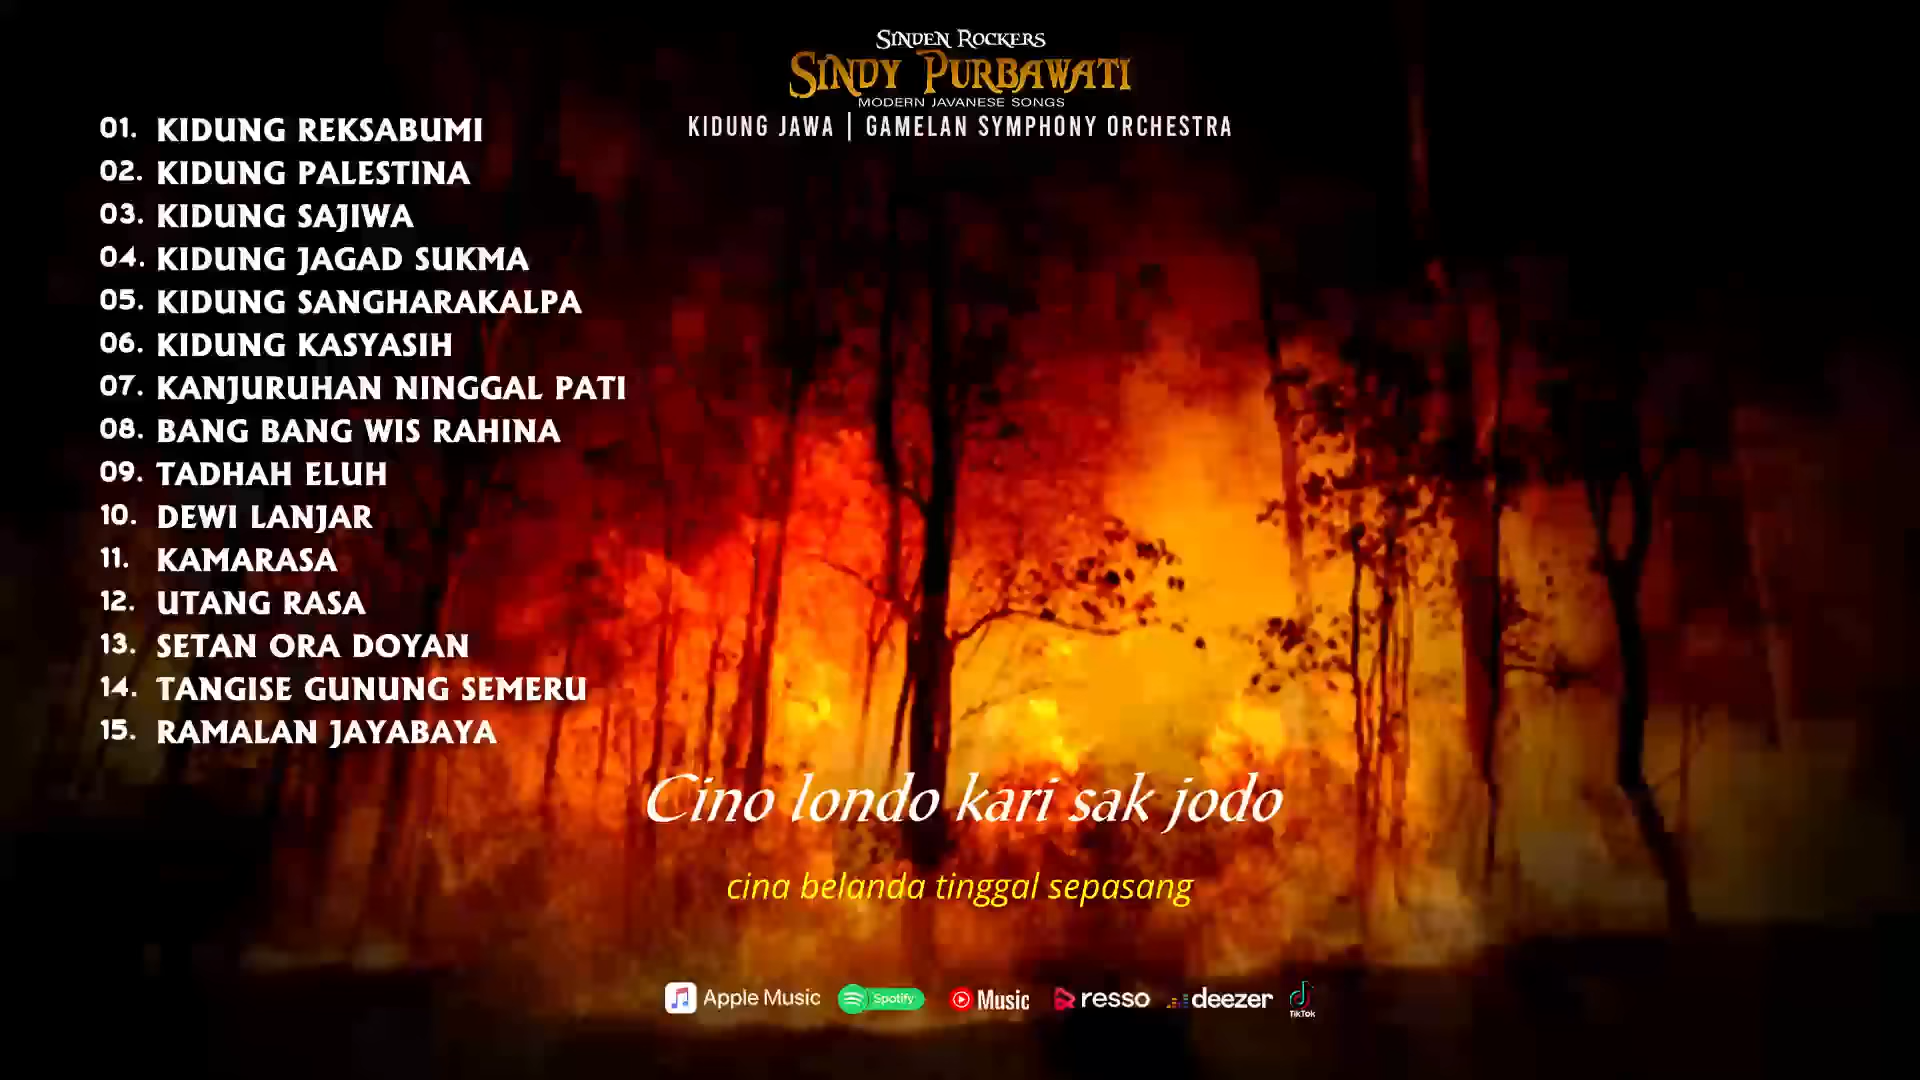 SINDEN ROCKERS
SINDY PURBAWATI
MODERN JAVANESE SONGS
KIDUNG JAWA | GAMELAN SYMPHONY ORCHESTRA
01. KIDUNG REKSABUMI
02. KIDUNG PALESTINA
03. KIDUNG SAJIWA
04. KIDUNG JAGAD SUKMA
05. KIDUNG SANGHARAKALPA
06. KIDUNG KASYASIH
07. KANJURUHAN NINGGAL PATI
08. BANG BANG WIS RAHINA
09. TADHAH ELUH
10. DEWI LANJAR
11. KAMARASA
12. UTANG RASA
13. SETAN ORA DOYAN
14. TANGISE GUNUNG SEMERU
15. RAMALAN JAYABAYA
Cino londo kari sak jodo
cina belanda tinggal sepasang
Apple Music Spotify Music resso deezer TikTok